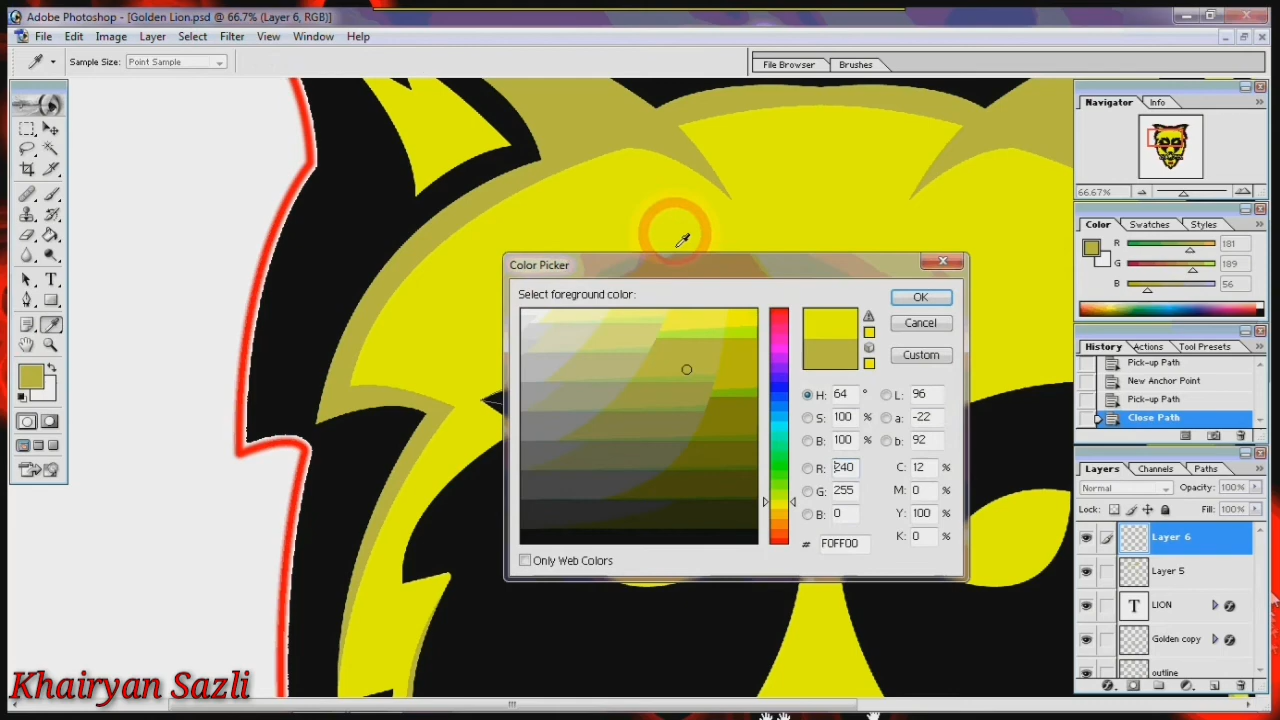 Adobe Photoshop - [Golden Lion.psd @ 66.7% (Layer 6, RGB)]
File Edit Image Layer Select Filter View Window Help
Sample Size: Point Sample
File Browser Brushes
Navigator Info
66.67%
Color Swatches Styles
R 181
G 189
B 56
History Actions Tool Presets
Pick-up Path
New Anchor Point
Pick-up Path
Close Path
Layers Channels Paths
Normal Opacity: 100%
Lock: Fill: 100%
Layer 6
Layer 5
T LION
Golden copy
outline
Color Picker
Select foreground color:
OK
Cancel
Custom
H: 64 ° L: 96
S: 100 % a: -22
B: 100 % b: 92
R: 240 C: 12 %
G: 255 M: 0 %
B: 0 Y: 100 %
# F0FF00 K: 0 %
Only Web Colors
Khairyan Sazli